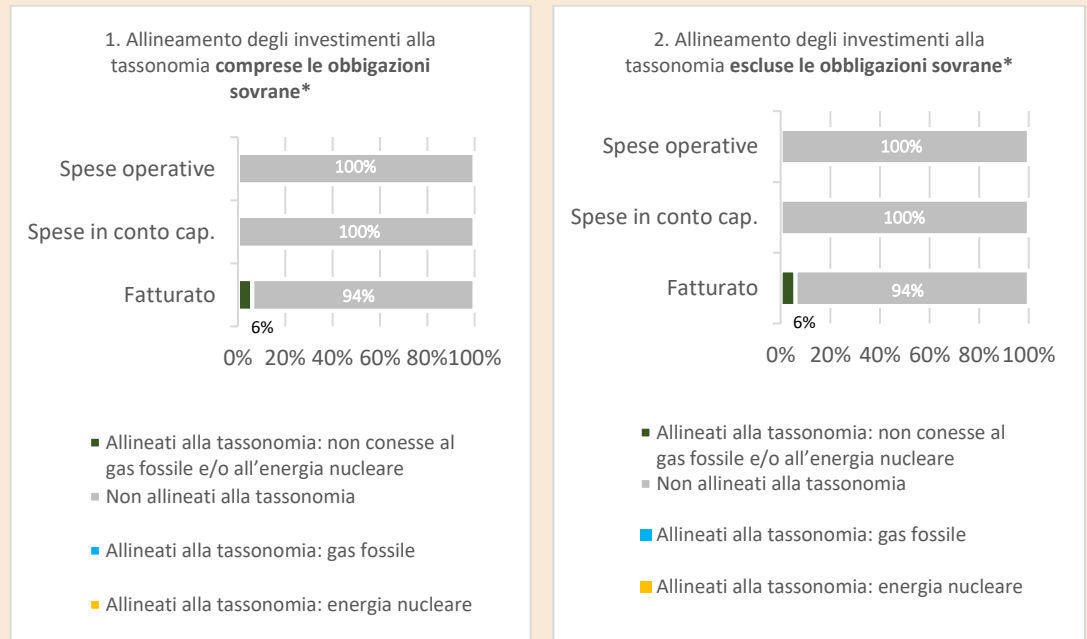 1. Allineamento degli investimenti alla
tassonomia comprese le obbigazioni
sovrane*
Spese operative
100%
Spese in conto cap.
100%
Fatturato
94%
6%
0% 20% 40% 60% 80%100%
Allineati alla tassonomia: non conesse al
gas fossile e/o all’energia nucleare
Non allineati alla tassonomia
Allineati alla tassonomia: gas fossile
Allineati alla tassonomia: energia nucleare
2. Allineamento degli investimenti alla
tassonomia escluse le obbligazioni sovrane*
Spese operative
100%
Spese in conto cap.
100%
Fatturato
94%
6%
0% 20% 40% 60% 80%100%
Allineati alla tassonomia: non conesse al
gas fossile e/o all’energia nucleare
Non allineati alla tassonomia
Allineati alla tassonomia: gas fossile
Allineati alla tassonomia: energia nucleare